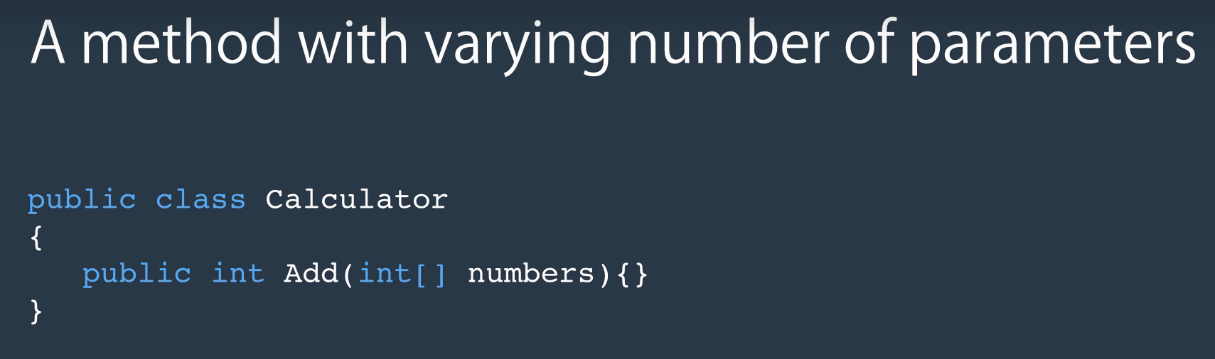 A method with varying number of parameters
public class Calculator
{
   public int Add(int[] numbers){}
}